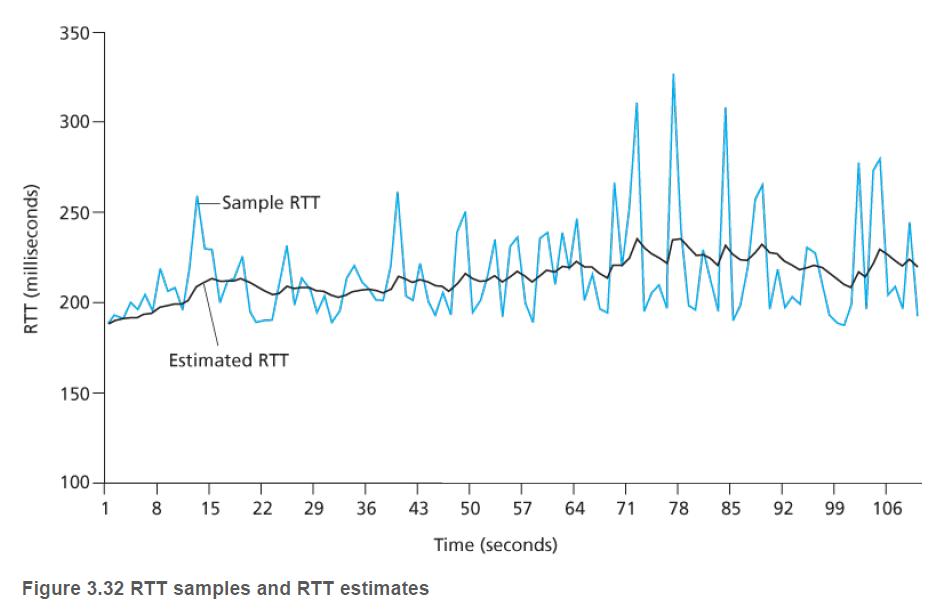 350
300
250
200
150
100
RTT (milliseconds)
Sample RTT
Estimated RTT
1 8 15 22 29 36 43 50 57 64 71 78 85 92 99 106
Time (seconds)
Figure 3.32 RTT samples and RTT estimates